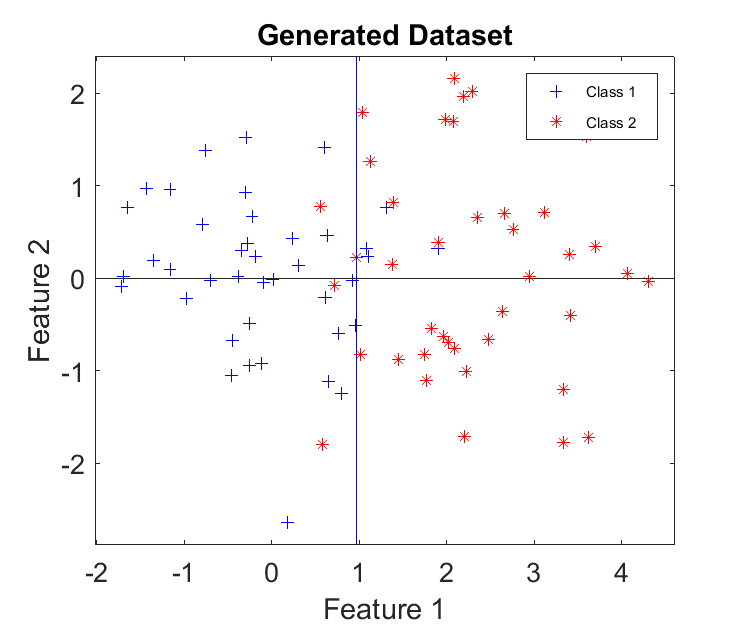 Generated Dataset
Class 1
Class 2
2
1
0
-1
-2
Feature 2
-2
-1
0
1
2
3
4
Feature 1